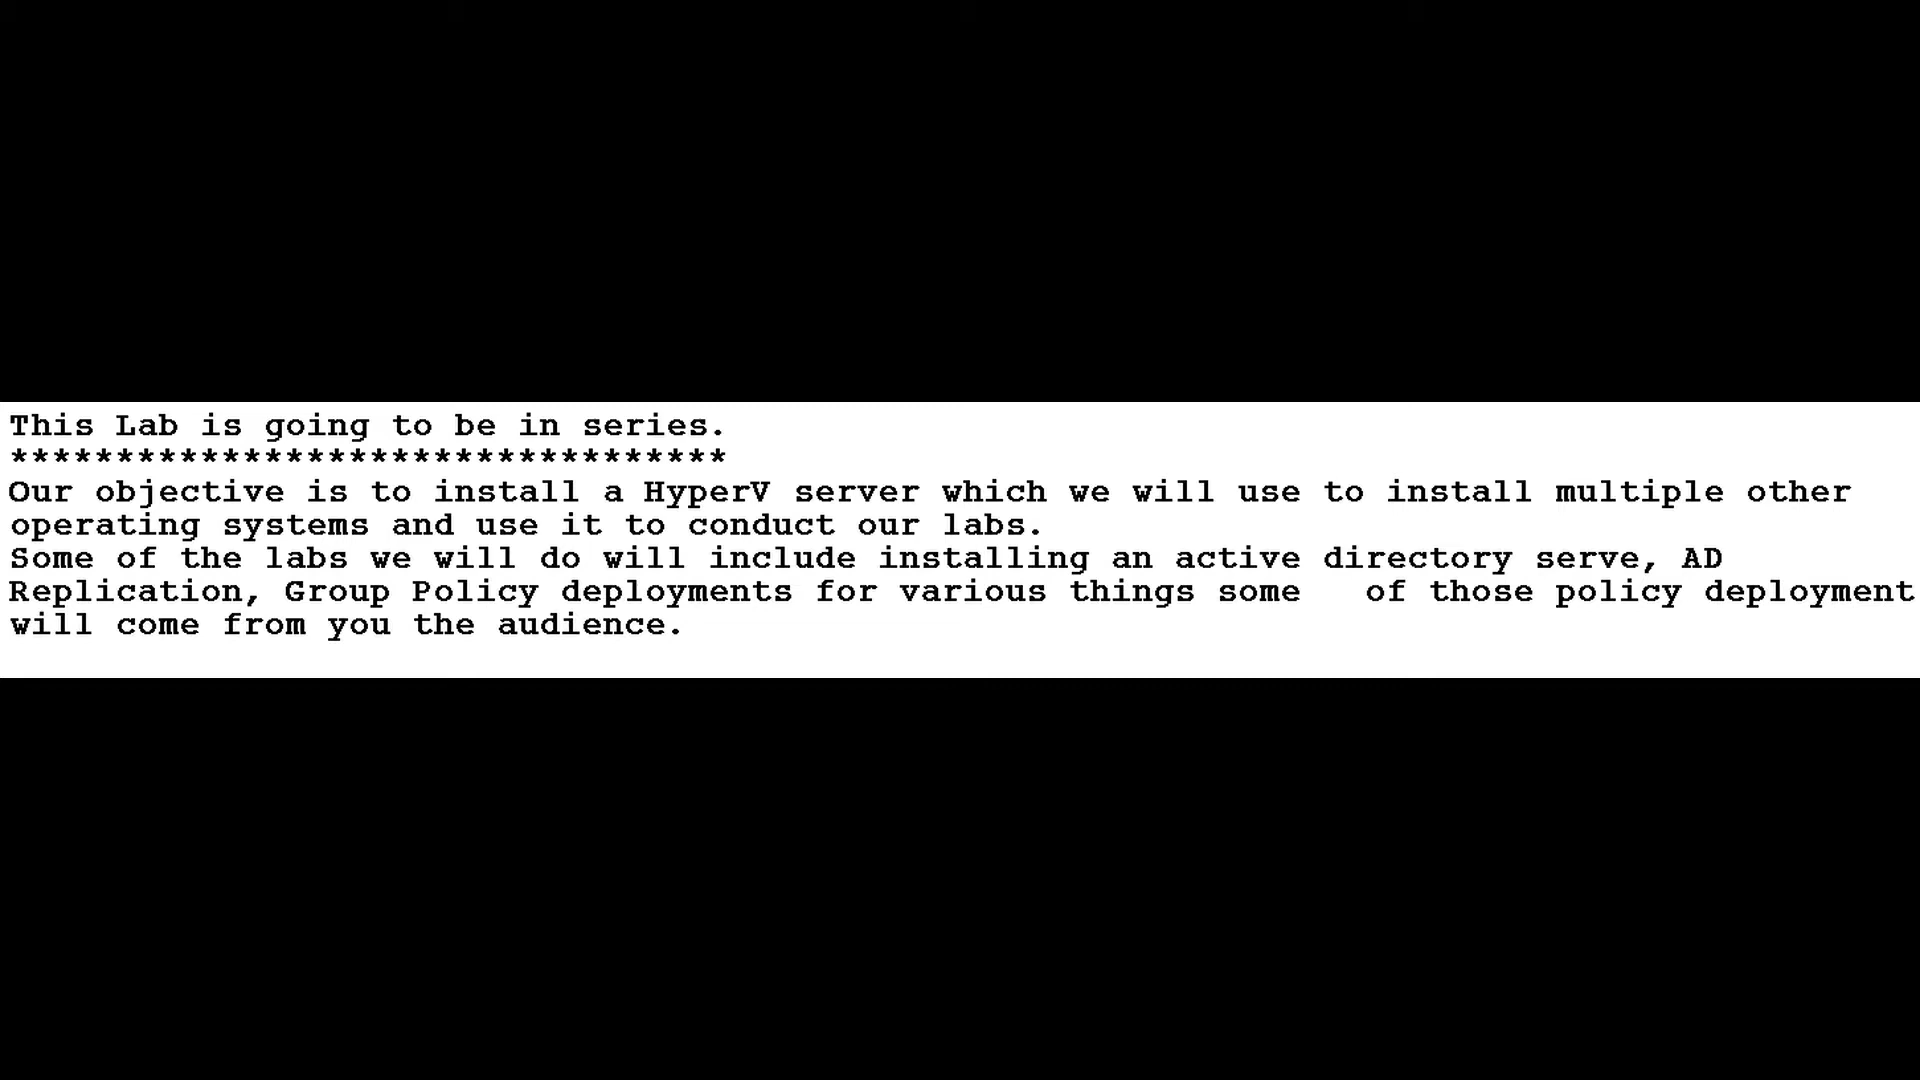 This Lab is going to be in series.
**********************************
Our objective is to install a HyperV server which we will use to install multiple other
operating systems and use it to conduct our labs.
Some of the labs we will do will include installing an active directory serve, AD
Replication, Group Policy deployments for various things some   of those policy deployment
will come from you the audience.